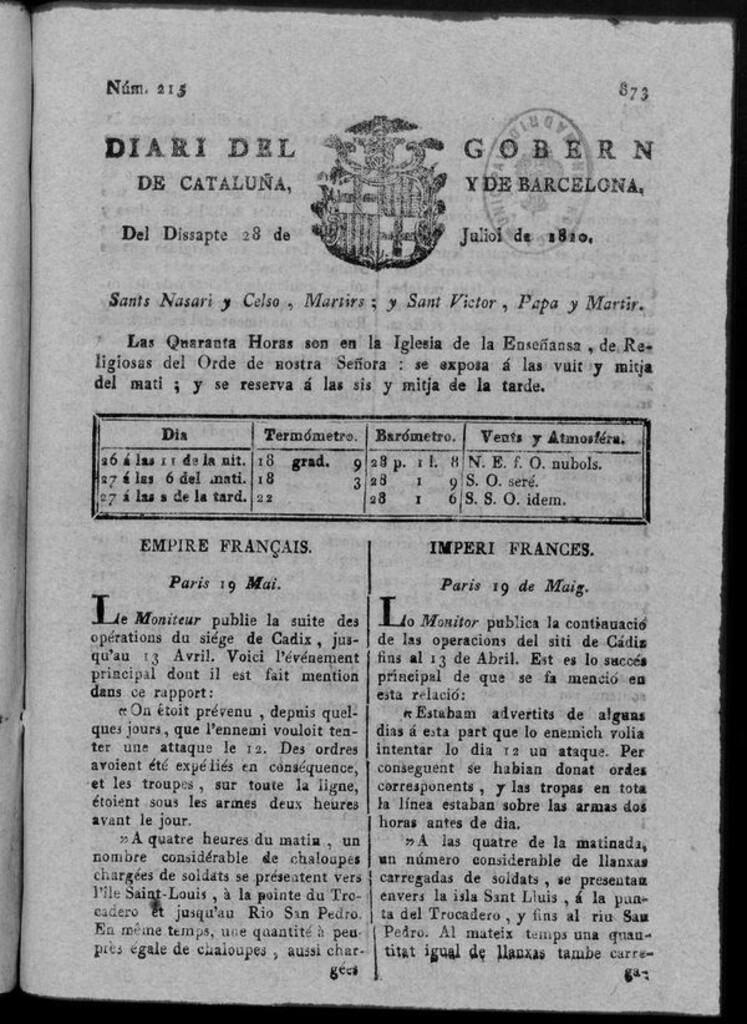 Núm. 215 873
DIARI DEL GOBERN
DE CATALUÑA, Y DE BARCELONA,
Del Dissapte 28 de Julioi de 1810.
Sants Nasari y Celso, Martirs; y Sant Victor, Papa y Martir.
Las Quaranta Horas son en la Iglesia de la Enseñansa, de Re-
ligiosas del Orde de nostra Señora: se exposa á las vuit y mitja
del mati; y se reserva á las sis y mitja de la tarde.
Dia Termómetro. Barómetro. Vents y Atmosféra.
26 á las 11 de la nit. 18 grad. 9 28 p. 1 l. 8 N. E. f. O. nubols.
27 á las 6 del mati. 18 3 28 1 9 S. O. seré.
27 á las 2 de la tard. 22 28 1 6 S. S. O. idem.
EMPIRE FRANÇAIS.
Paris 19 Mai.
Le Moniteur publie la suite des
opérations du siége de Cadix, jus-
qu'au 13 Avril. Voici l'événement
principal dont il est fait mention
dans ce rapport:
«On étoit prévenu, depuis quel-
ques jours, que l'ennemi vouloit ten-
ter une attaque le 12. Des ordres
avoient été expédiés en conséquence,
et les troupes, sur toute la ligne,
étoient sous les armes deux heures
avant le jour.
»A quatre heures du matin, un
nombre considérable de chaloupes
chargées de soldats se présentent vers
l'île Saint-Louis, à la pointe du Tro-
cadero et jusqu'au Rio San Pedro.
En même temps, une quantité à peu-
près égale de chaloupes, aussi char-
gées
IMPERI FRANCES.
Paris 19 de Maig.
Lo Monitor publica la continuació
de las operacions del siti de Cádiz
fins al 13 de Abril. Est es lo succés
principal de que se fa menció en
esta relació:
«Estabam advertits de alguns
dias á esta part que lo enemich volia
intentar lo dia 12 un ataque. Per
conseguent se habian donat ordes
corresponents, y las tropas en tota
la línea estaban sobre las armas dos
horas antes de dia.
»A las quatre de la matinada,
un número considerable de llanxas
carregadas de soldats, se presentan
envers la isla Sant Lluis, á la pun-
ta del Trocadero, y fins al riu San
Pedro. Al mateix temps una quan-
titat igual de llanxas tambe carre-
ga-